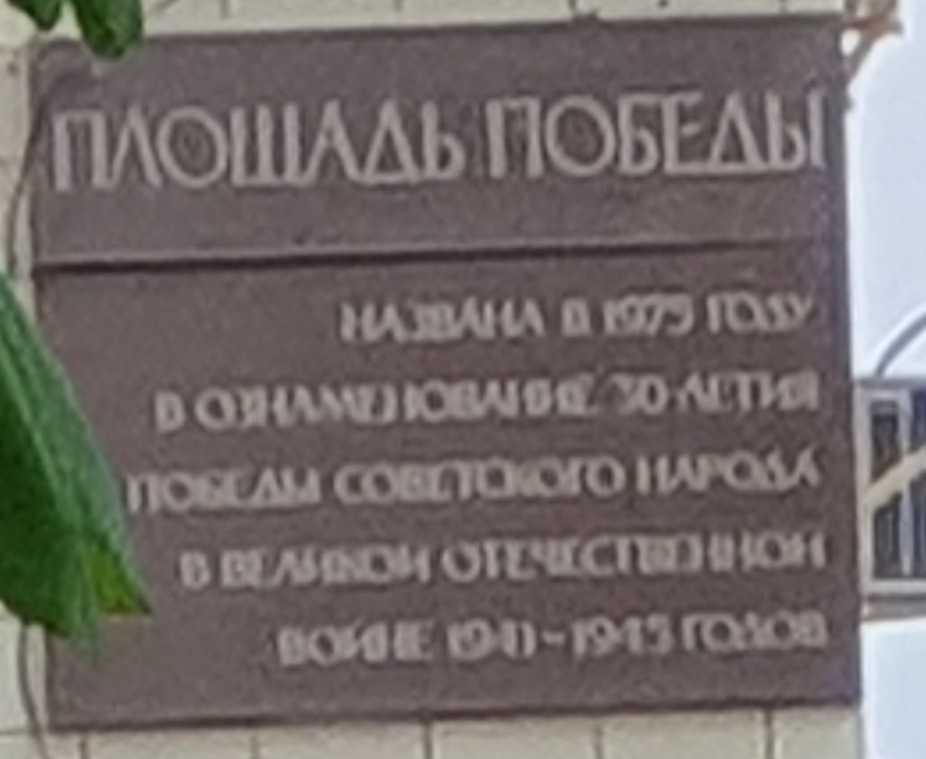 ПЛОЩАДЬ ПОБЕДЫ
НАЗВАНА В 1975 ГОДУ
В ОЗНАМЕНОВАНИЕ 30-ЛЕТИЯ
ПОБЕДЫ СОВЕТСКОГО НАРОДА
В ВЕЛИКОЙ ОТЕЧЕСТВЕННОЙ
ВОЙНЕ 1941-1945 ГОДОВ